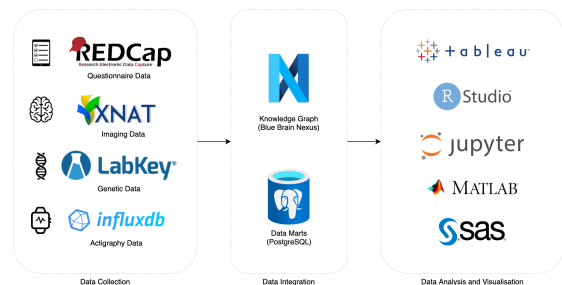 REDCap
Research Electronic Data Capture
Questionnaire Data
XNAT
Imaging Data
LabKey®
Genetic Data
influxdb
Actigraphy Data
Data Collection
Knowledge Graph
(Blue Brain Nexus)
Data Marts
(PostgreSQL)
Data Integration
+ a b | e a u
R Studio
jupyter
MATLAB
sas
Data Analysis and Visualisation